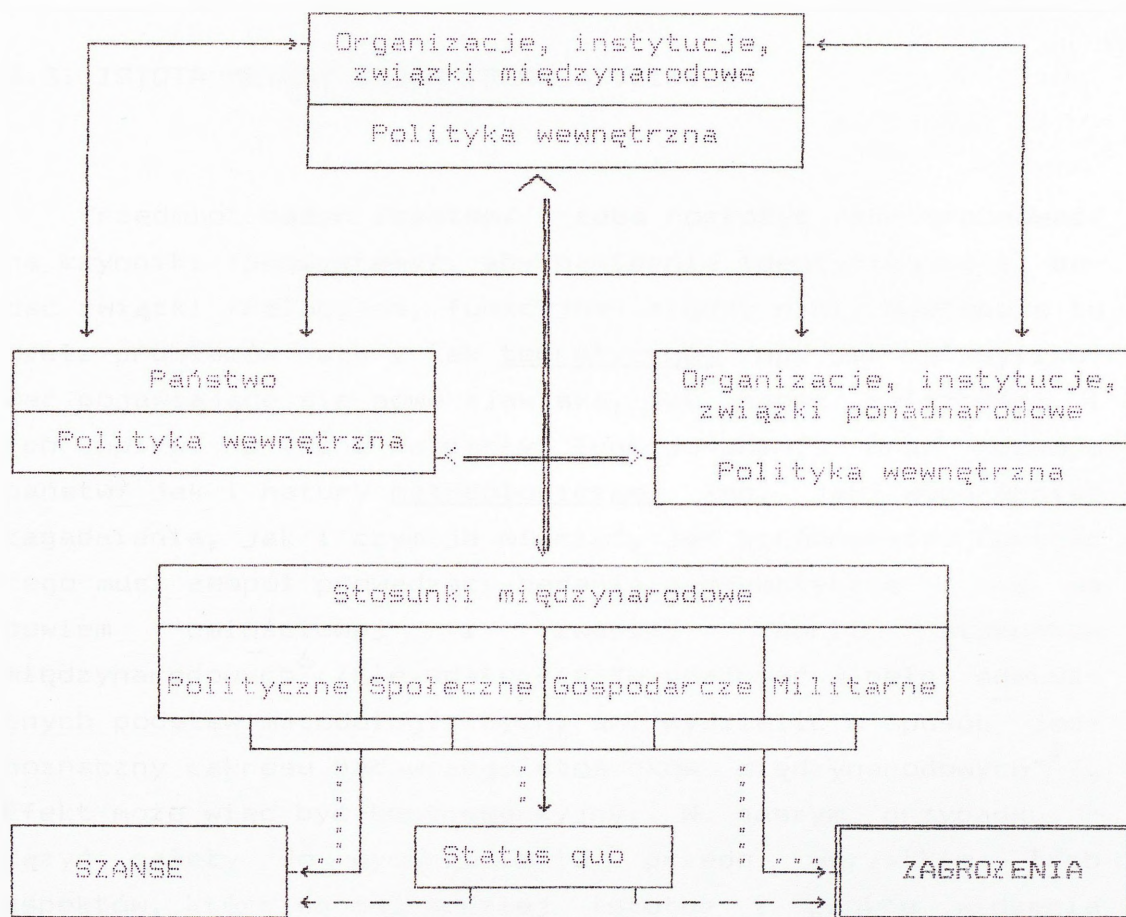 Organizacje, instytucje,
związki międzynarodowe
Polityka wewnętrzna
Państwo
Polityka wewnętrzna
Organizacje, instytucje,
związki ponadnarodowe
Polityka wewnętrzna
Stosunki międzynarodowe
Polityczne Społeczne Gospodarcze Militarne
SZANSE
Status quo
ZAGROŻENIA